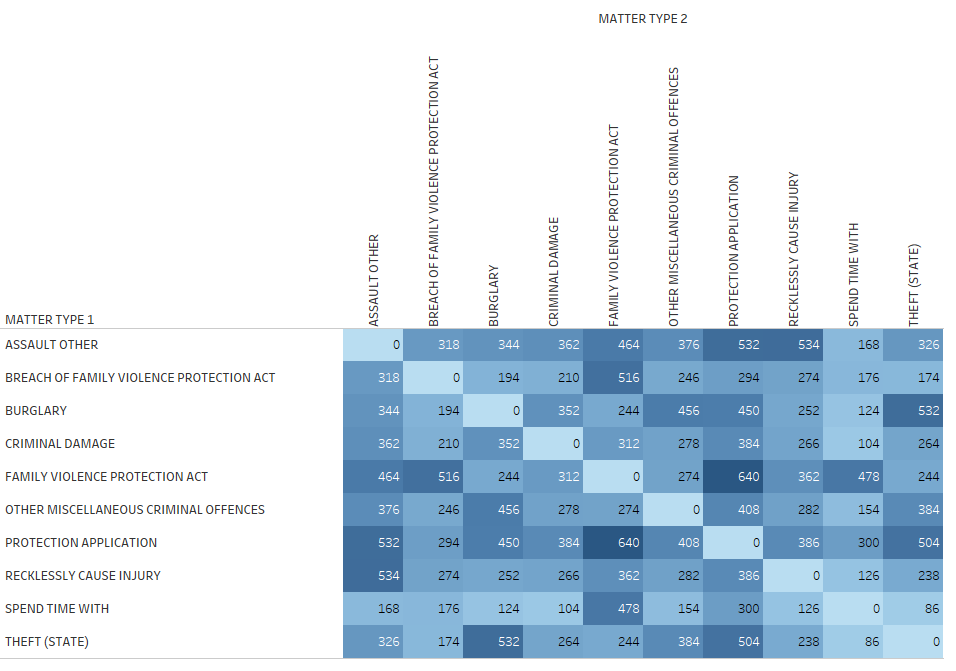 MATTER TYPE 2
ASSAULT OTHER
BREACH OF FAMILY VIOLENCE PROTECTION ACT
BURGLARY
CRIMINAL DAMAGE
FAMILY VIOLENCE PROTECTION ACT
OTHER MISCELLANEOUS CRIMINAL OFFENCES
PROTECTION APPLICATION
RECKLESSLY CAUSE INJURY
SPEND TIME WITH
THEFT (STATE)
MATTER TYPE 1
ASSAULT OTHER 0 318 344 362 464 376 532 534 168 326
BREACH OF FAMILY VIOLENCE PROTECTION ACT 318 0 194 210 516 246 294 274 176 174
BURGLARY 344 194 0 352 244 456 450 252 124 532
CRIMINAL DAMAGE 362 210 352 0 312 278 384 266 104 264
FAMILY VIOLENCE PROTECTION ACT 464 516 244 312 0 274 640 362 478 244
OTHER MISCELLANEOUS CRIMINAL OFFENCES 376 246 456 278 274 0 408 282 154 384
PROTECTION APPLICATION 532 294 450 384 640 408 0 386 300 504
RECKLESSLY CAUSE INJURY 534 274 252 266 362 282 386 0 126 238
SPEND TIME WITH 168 176 124 104 478 154 300 126 0 86
THEFT (STATE) 326 174 532 264 244 384 504 238 86 0